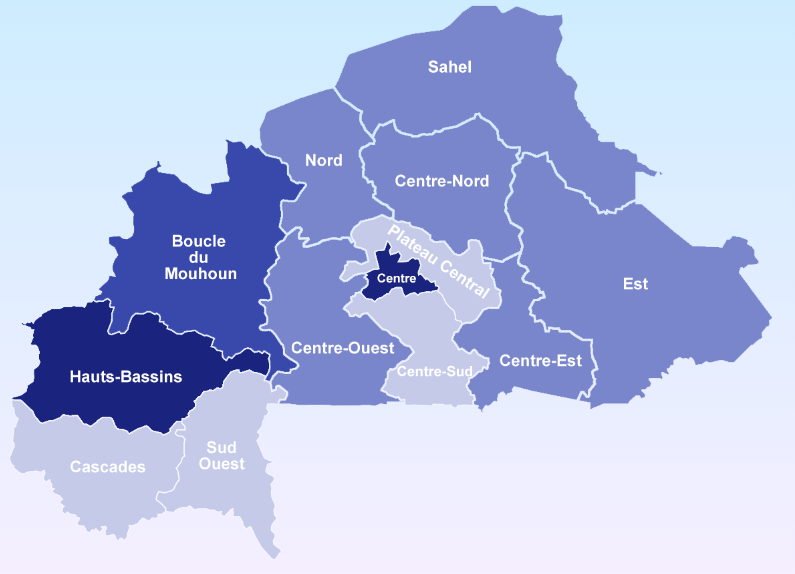 Sahel
Nord
Centre-Nord
Boucle
du
Mouhoun
Plateau Central
Centre
Est
Centre-Ouest
Centre-Est
Centre-Sud
Hauts-Bassins
Sud
Ouest
Cascades